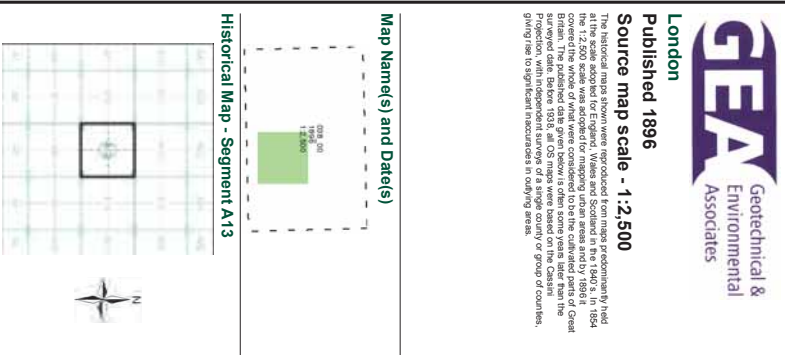 GEA
Geotechnical &
Environmental
Associates
London
Published 1896
Source map scale - 1:2,500
The historical maps shown were reproduced from maps predominantly held
at the scale adopted for England, Wales and Scotland in the 1840's. In 1854
the 1:2,500 scale was adopted for mapping urban areas and by 1896 it
covered the whole of what were considered to be the cultivated parts of Great
Britain. The published date given below is often some years later than the
surveyed date. Before 1938, all OS maps were based on the Cassini
Projection, with independent surveys of a single county or group of counties,
giving rise to significant inaccuracies in outlying areas.
Map Name(s) and Date(s)
1896
1:2,500
Historical Map - Segment A13
N